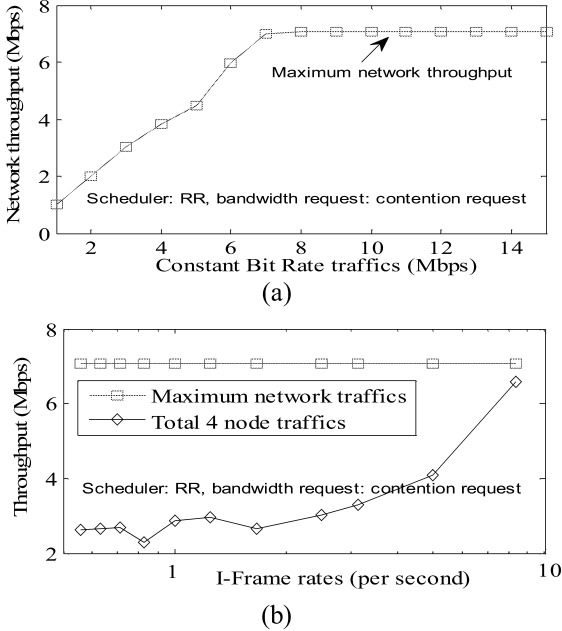 8
6
4
2
0
Network throughput (Mbps)
Maximum network throughput
Scheduler: RR, bandwidth request: contention request
2 4 6 8 10 12 14
Constant Bit Rate traffics (Mbps)
(a)
8
6
4
2
Throughput (Mbps)
Maximum network traffics
Total 4 node traffics
Scheduler: RR, bandwidth request: contention request
1 10
I-Frame rates (per second)
(b)